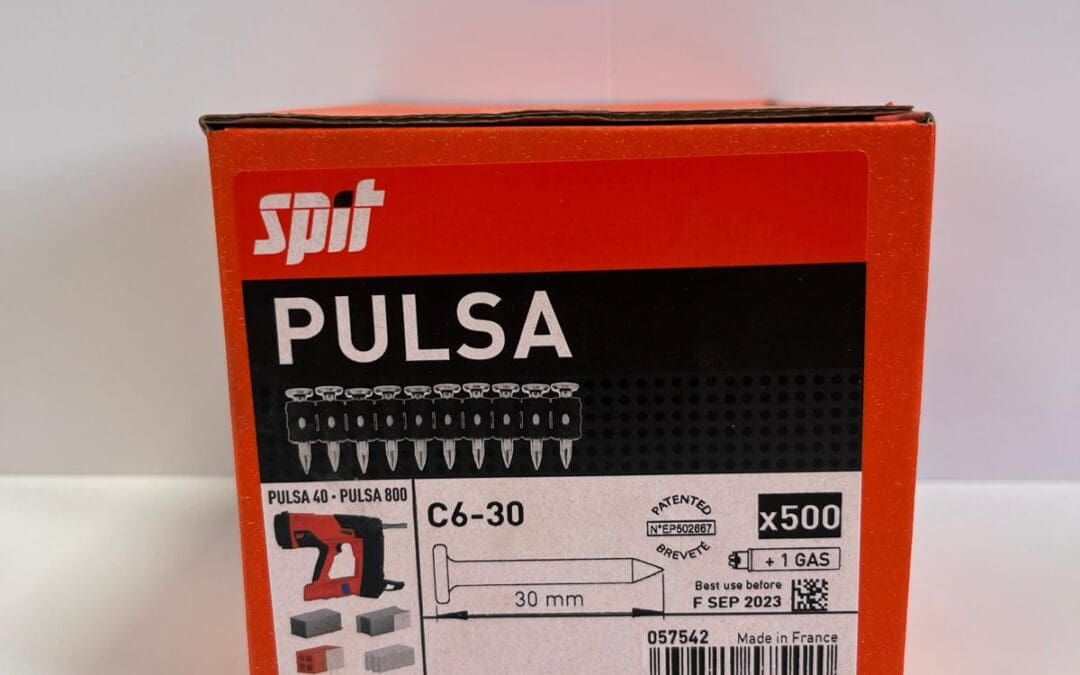 spit
PULSA
PULSA 40 • PULSA 800
C6-30
30 mm
PATENTED
N°EP502667
BREVETÉ
x500
+ 1 GAS
Best use before
F SEP 2023
057542
Made in France